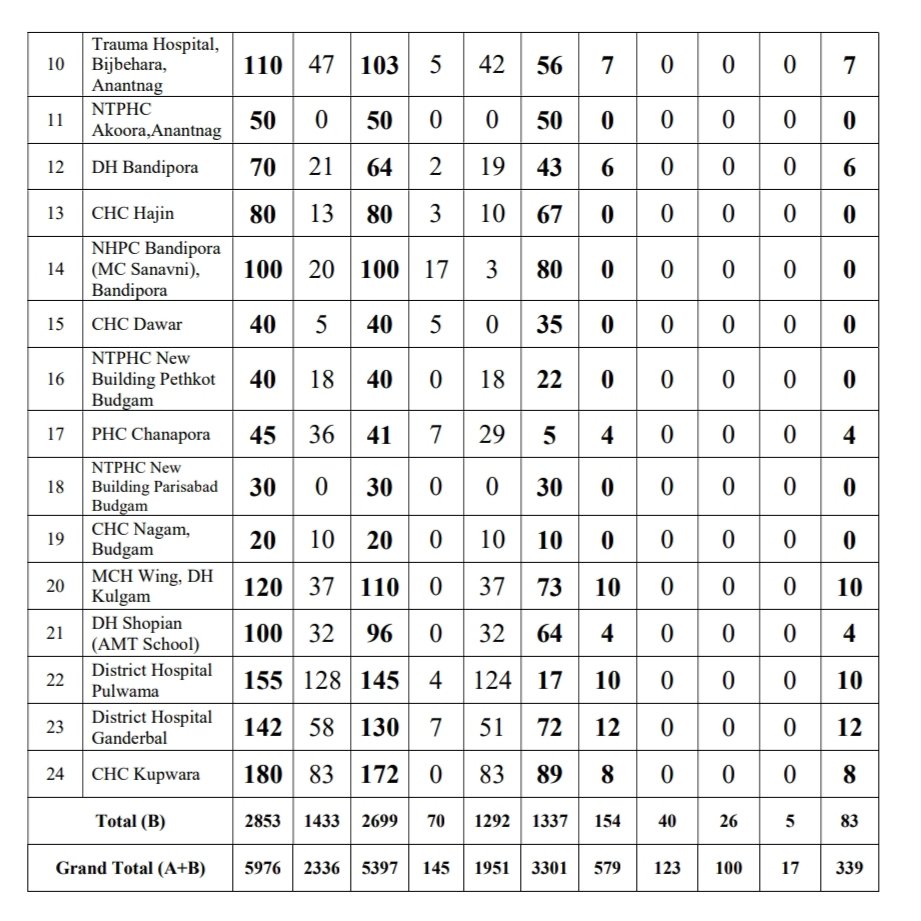 10 Trauma Hospital, Bijbehara, Anantnag 110 47 103 5 42 56 7 0 0 0 7
11 NTPHC Akoora,Anantnag 50 0 50 0 0 50 0 0 0 0 0
12 DH Bandipora 70 21 64 2 19 43 6 0 0 0 6
13 CHC Hajin 80 13 80 3 10 67 0 0 0 0 0
14 NHPC Bandipora (MC Sanavni), Bandipora 100 20 100 17 3 80 0 0 0 0 0
15 CHC Dawar 40 5 40 5 0 35 0 0 0 0 0
16 NTPHC New Building Pethkot Budgam 40 18 40 0 18 22 0 0 0 0 0
17 PHC Chanapora 45 36 41 7 29 5 4 0 0 0 4
18 NTPHC New Building Parisabad Budgam 30 0 30 0 0 30 0 0 0 0 0
19 CHC Nagam, Budgam 20 10 20 0 10 10 0 0 0 0 0
20 MCH Wing, DH Kulgam 120 37 110 0 37 73 10 0 0 0 10
21 DH Shopian (AMT School) 100 32 96 0 32 64 4 0 0 0 4
22 District Hospital Pulwama 155 128 145 4 124 17 10 0 0 0 10
23 District Hospital Ganderbal 142 58 130 7 51 72 12 0 0 0 12
24 CHC Kupwara 180 83 172 0 83 89 8 0 0 0 8
Total (B) 2853 1433 2699 70 1292 1337 154 40 26 5 83
Grand Total (A+B) 5976 2336 5397 145 1951 3301 579 123 100 17 339